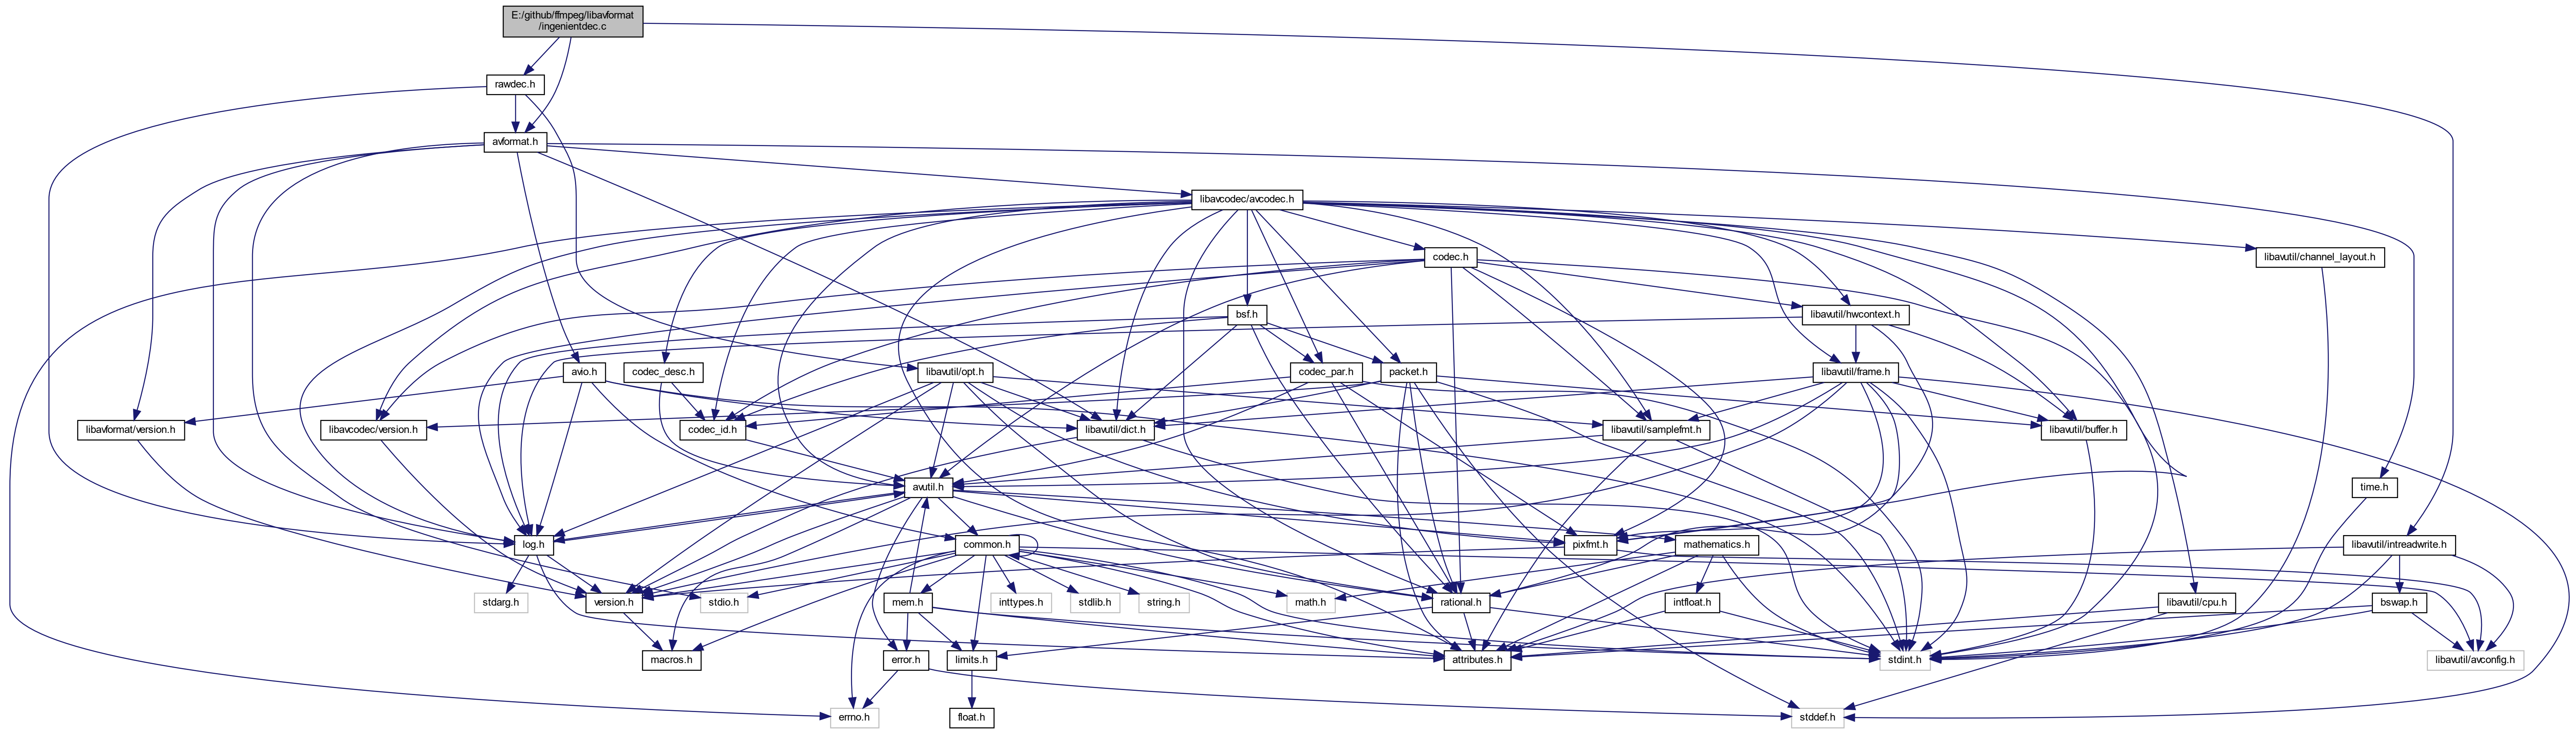 E:/github/ffmpeg/libavformat
/ingenientdec.c
rawdec.h
avformat.h
libavcodec/avcodec.h
codec.h
libavutil/channel_layout.h
bsf.h
libavutil/hwcontext.h
avio.h
codec_desc.h
libavutil/opt.h
codec_par.h
packet.h
libavutil/frame.h
libavformat/version.h
libavcodec/version.h
codec_id.h
libavutil/dict.h
libavutil/samplefmt.h
libavutil/buffer.h
avutil.h
time.h
log.h
common.h
pixfmt.h
mathematics.h
libavutil/intreadwrite.h
stdarg.h
version.h
stdio.h
mem.h
inttypes.h
stdlib.h
string.h
math.h
rational.h
intfloat.h
libavutil/cpu.h
bswap.h
macros.h
error.h
limits.h
attributes.h
stdint.h
libavutil/avconfig.h
errno.h
float.h
stddef.h